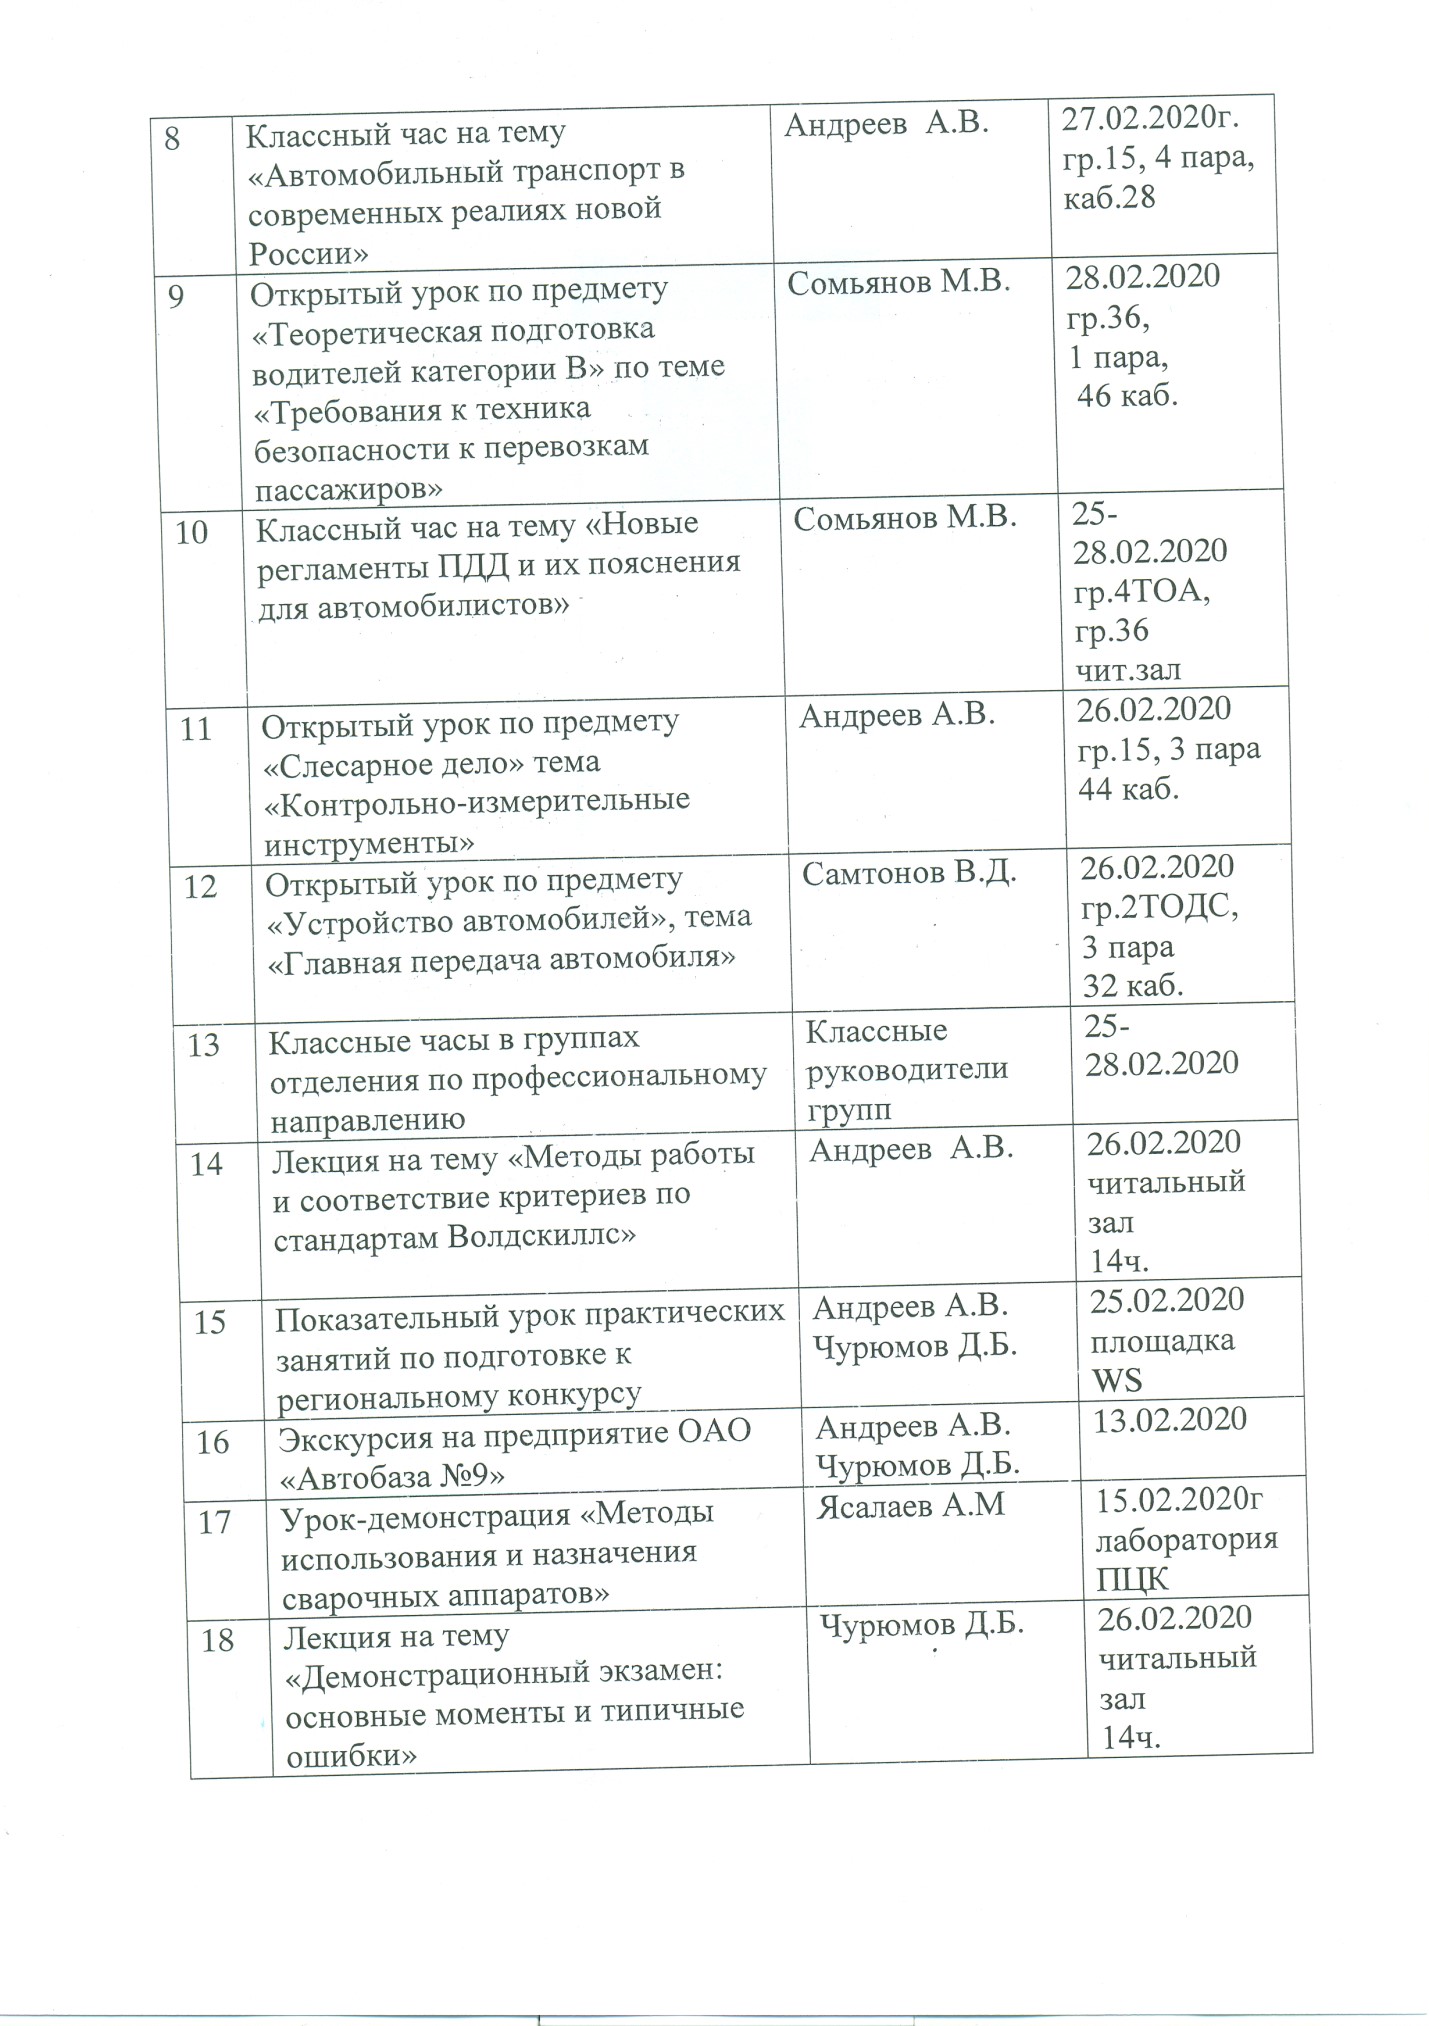 8
Классный час на тему
«Автомобильный транспорт в
современных реалиях новой
России»
Андреев  А.В.
27.02.2020г.
гр.15, 4 пара,
каб.28
9
Открытый урок по предмету
«Теоретическая подготовка
водителей категории В» по теме
«Требования к техника
безопасности к перевозкам
пассажиров»
Сомьянов М.В.
28.02.2020
гр.36,
1 пара,
46 каб.
10
Классный час на тему «Новые
регламенты ПДД и их пояснения
для автомобилистов»
Сомьянов М.В.
25-
28.02.2020
гр.4ТОА,
гр.36
чит.зал
11
Открытый урок по предмету
«Слесарное дело» тема
«Контрольно-измерительные
инструменты»
Андреев А.В.
26.02.2020
гр.15, 3 пара
44 каб.
12
Открытый урок по предмету
«Устройство автомобилей», тема
«Главная передача автомобиля»
Самтонов В.Д.
26.02.2020
гр.2ТОДС,
3 пара
32 каб.
13
Классные часы в группах
отделения по профессиональному
направлению
Классные
руководители
групп
25-
28.02.2020
14
Лекция на тему «Методы работы
и соответствие критериев по
стандартам Волдскиллс»
Андреев  А.В.
26.02.2020
читальный
зал
14ч.
15
Показательный урок практических
занятий по подготовке к
региональному конкурсу
Андреев А.В.
Чурюмов Д.Б.
25.02.2020
площадка
WS
16
Экскурсия на предприятие ОАО
«Автобаза №9»
Андреев А.В.
Чурюмов Д.Б.
13.02.2020
17
Урок-демонстрация «Методы
использования и назначения
сварочных аппаратов»
Ясалаев А.М
15.02.2020г
лаборатория
ПЦК
18
Лекция на тему
«Демонстрационный экзамен:
основные моменты и типичные
ошибки»
Чурюмов Д.Б.
26.02.2020
читальный
зал
14ч.